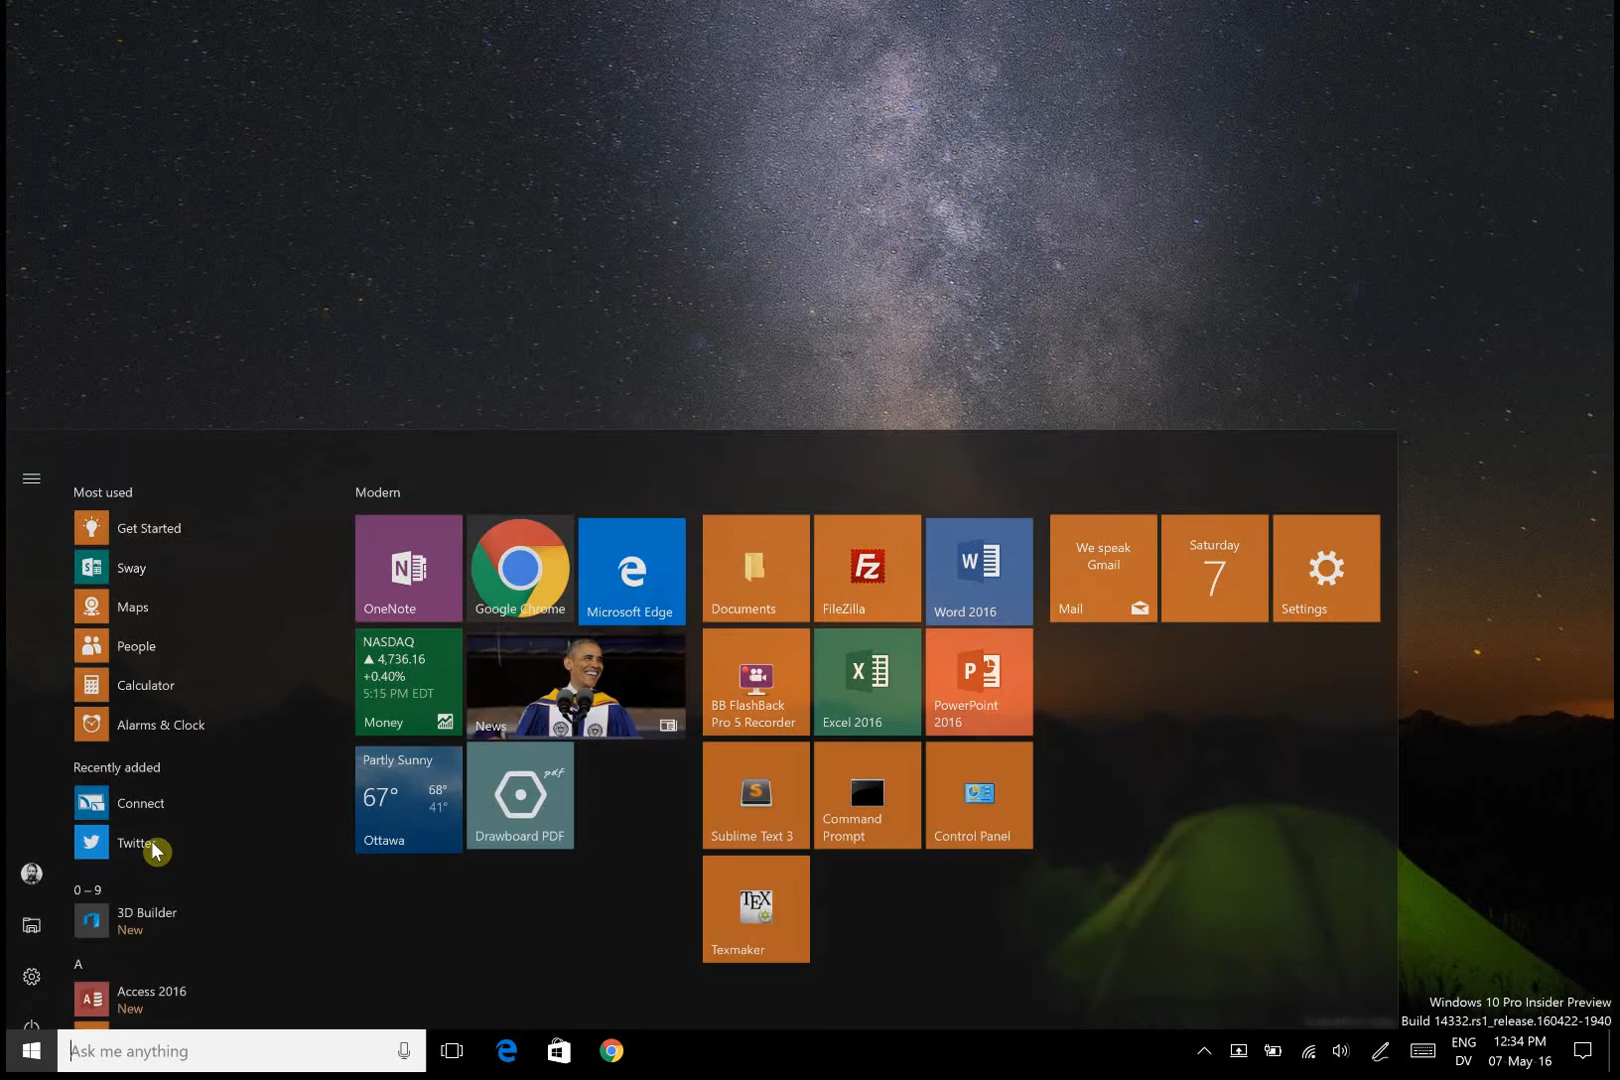 Most used
Get Started
Sway
Maps
People
Calculator
Alarms & Clock
Recently added
Connect
Twitter
0 – 9
3D Builder
New
A
Access 2016
New
Modern
OneNote
Google Chrome
Microsoft Edge
NASDAQ
▲ 4,736.16
+0.40%
5:15 PM EDT
Money
News
Partly Sunny
67°
68°
41°
Ottawa
pdf
Drawboard PDF
Documents
FileZilla
Word 2016
BB FlashBack
Pro 5 Recorder
Excel 2016
PowerPoint
2016
Sublime Text 3
Command
Prompt
Control Panel
TEX
Texmaker
We speak
Gmail
Mail
Saturday
7
Settings
Windows 10 Pro Insider Preview
Build 14332.rs1_release.160422-1940
Ask me anything
ENG
DV
12:34 PM
07-May-16